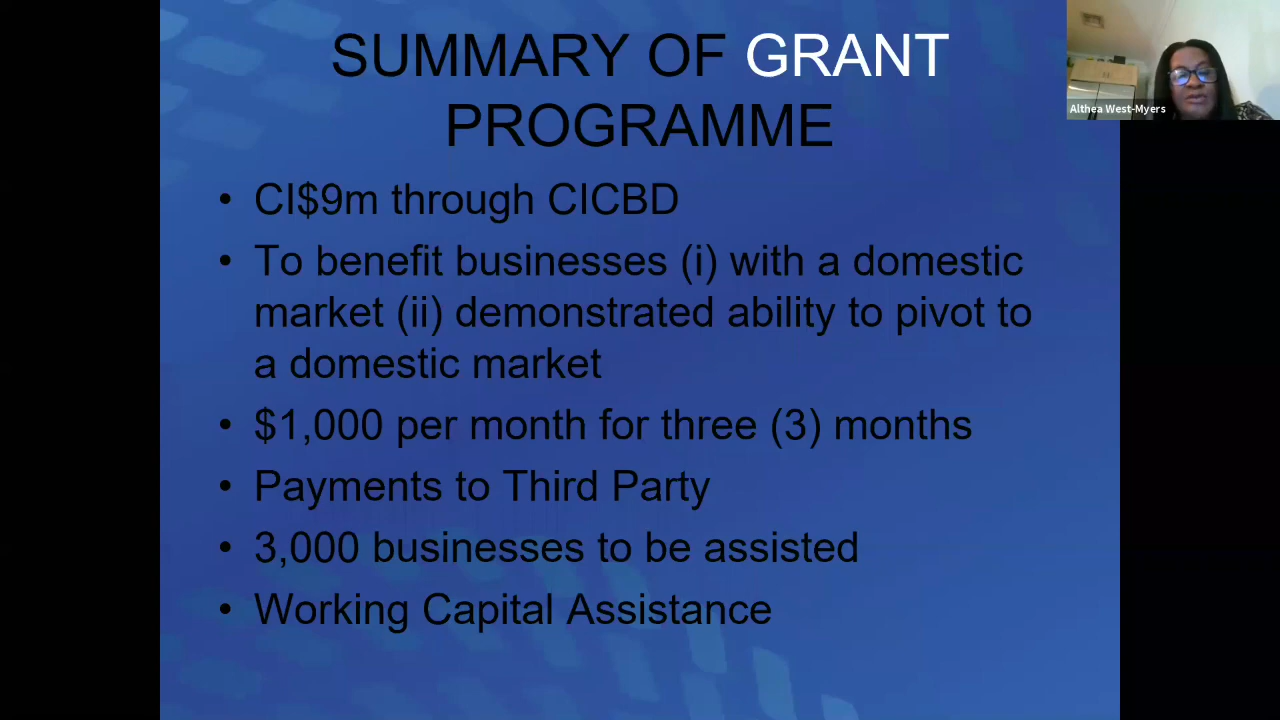 SUMMARY OF GRANT
PROGRAMME
Althea West-Myers
• CI$9m through CICBD
• To benefit businesses (i) with a domestic
market (ii) demonstrated ability to pivot to
a domestic market
• $1,000 per month for three (3) months
• Payments to Third Party
• 3,000 businesses to be assisted
• Working Capital Assistance